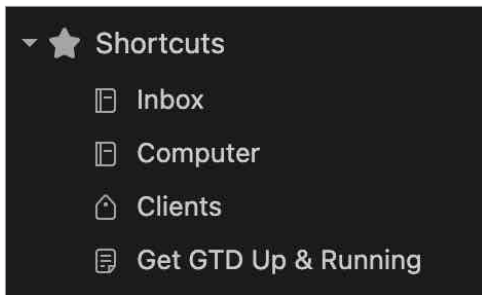 Shortcuts
Inbox
Computer
Clients
Get GTD Up & Running